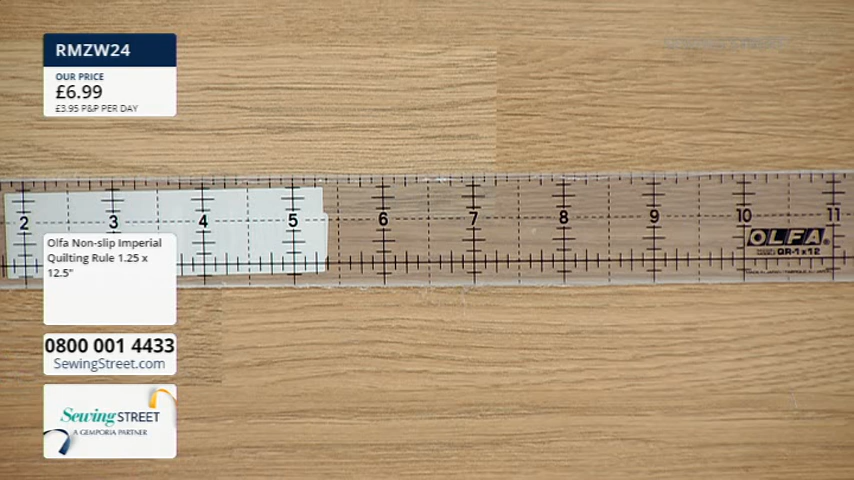 RMZW24
OUR PRICE
£6.99
£3.95 P&P PER DAY
2 3 4 5 6 7 8 9 10 11
OLFA®
QR-1x12
Olfa Non-slip Imperial
Quilting Rule 1.25 x
12.5"
0800 001 4433
SewingStreet.com
Sewing STREET
A GEMPORIA PARTNER